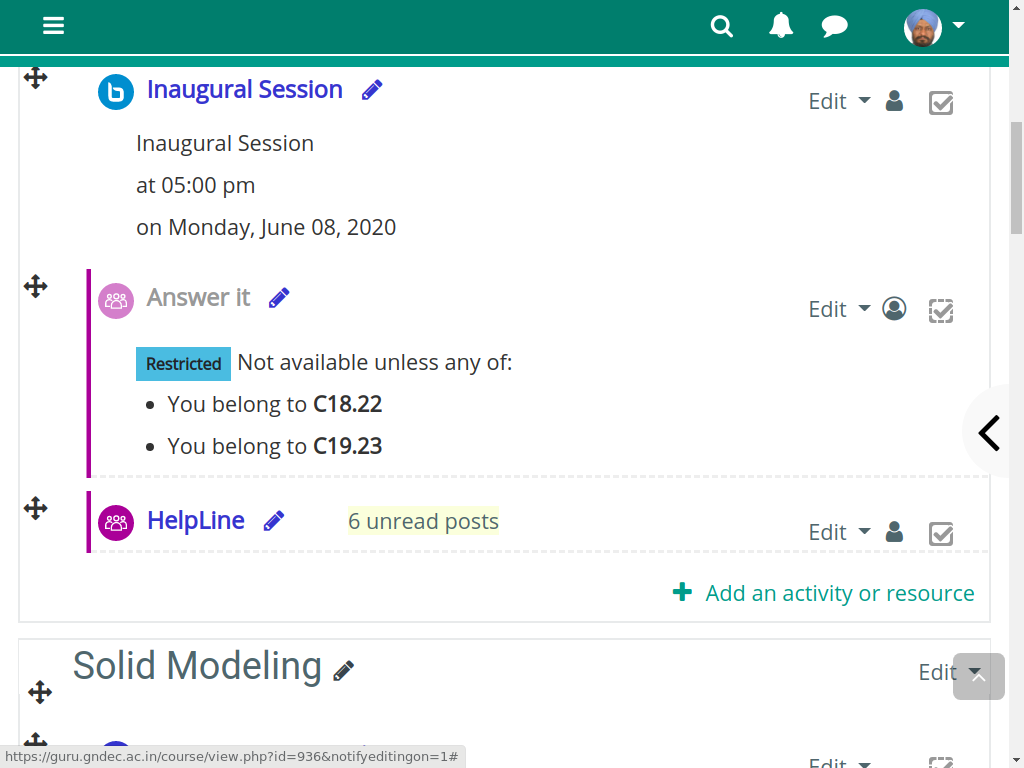 Inaugural Session
Edit
Inaugural Session
at 05:00 pm
on Monday, June 08, 2020
Answer it
Edit
Restricted Not available unless any of:
You belong to C18.22
You belong to C19.23
HelpLine 6 unread posts
Edit
Add an activity or resource
Solid Modeling
Edit
Edit
https://guru.gndec.ac.in/course/view.php?id=936&notifyeditingon=1#